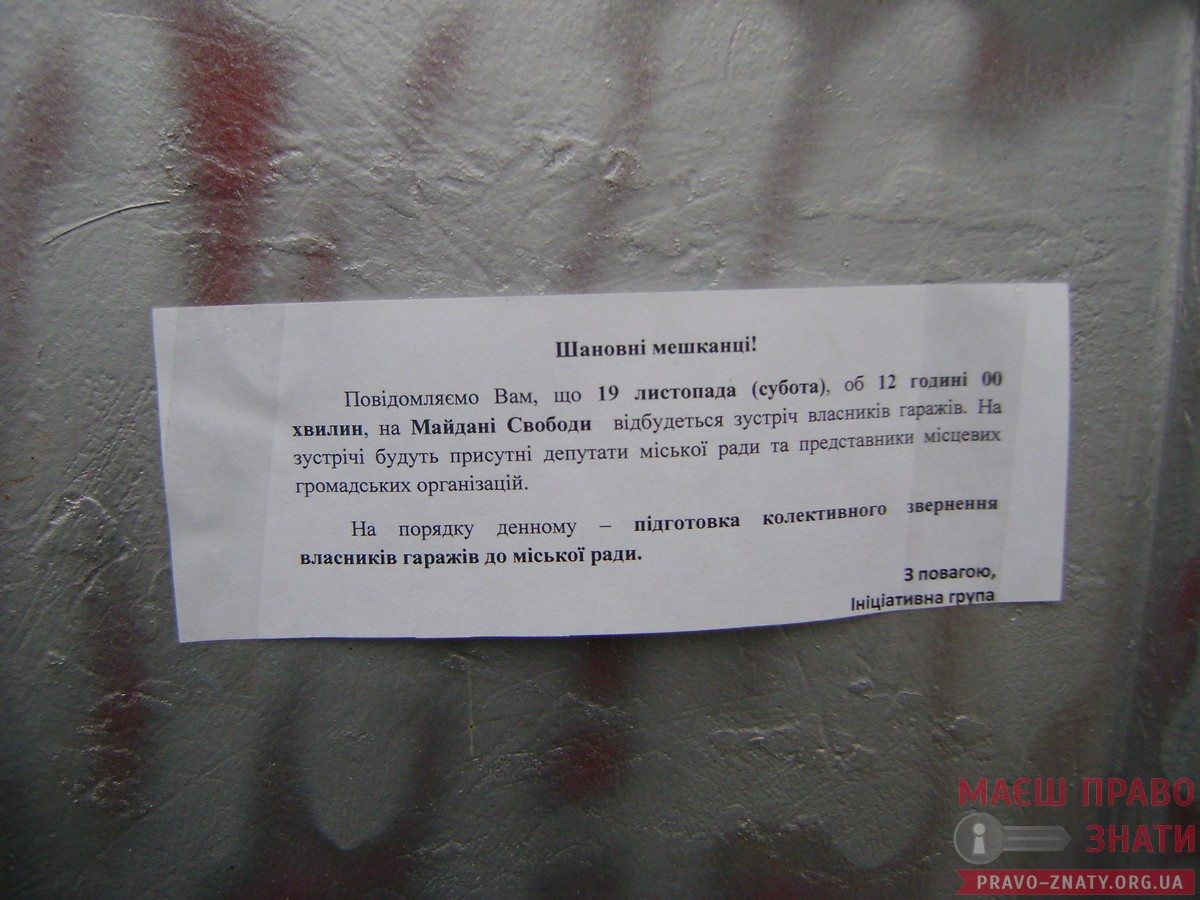 Шановні мешканці!
Повідомляємо Вам, що 19 листопада (субота), об 12 годині 00
хвилин, на Майдані Свободи відбудеться зустріч власників гаражів. На
зустрічі будуть присутні депутати міської ради та представники місцевих
громадських організацій.
На порядку денному – підготовка колективного звернення
власників гаражів до міської ради.
З повагою,
Ініціативна група
МАЄШ ПРАВО
ЗНАТИ
PRAVO-ZNATY.ORG.UA